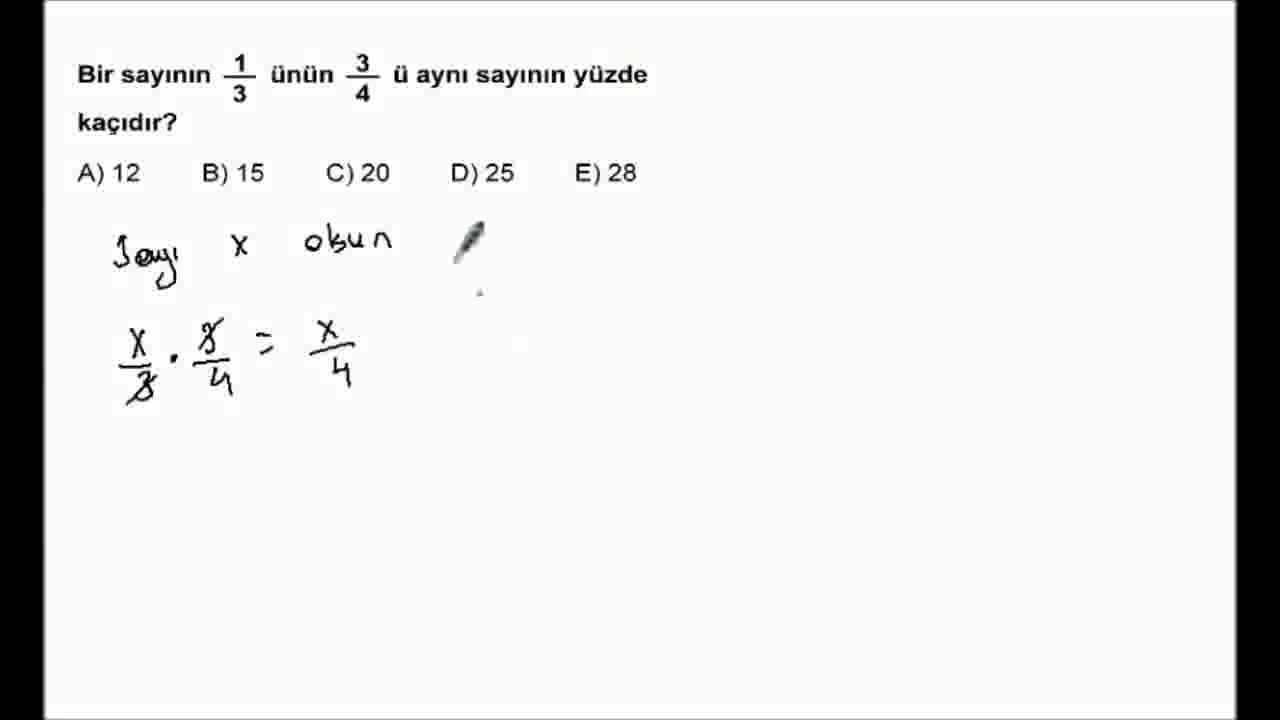 Bir sayının 1/3 ünün 3/4 ü aynı sayının yüzde
kaçıdır?
A) 12 B) 15 C) 20 D) 25 E) 28
Sayı x olsun
x/3 . 3/4 = x/4